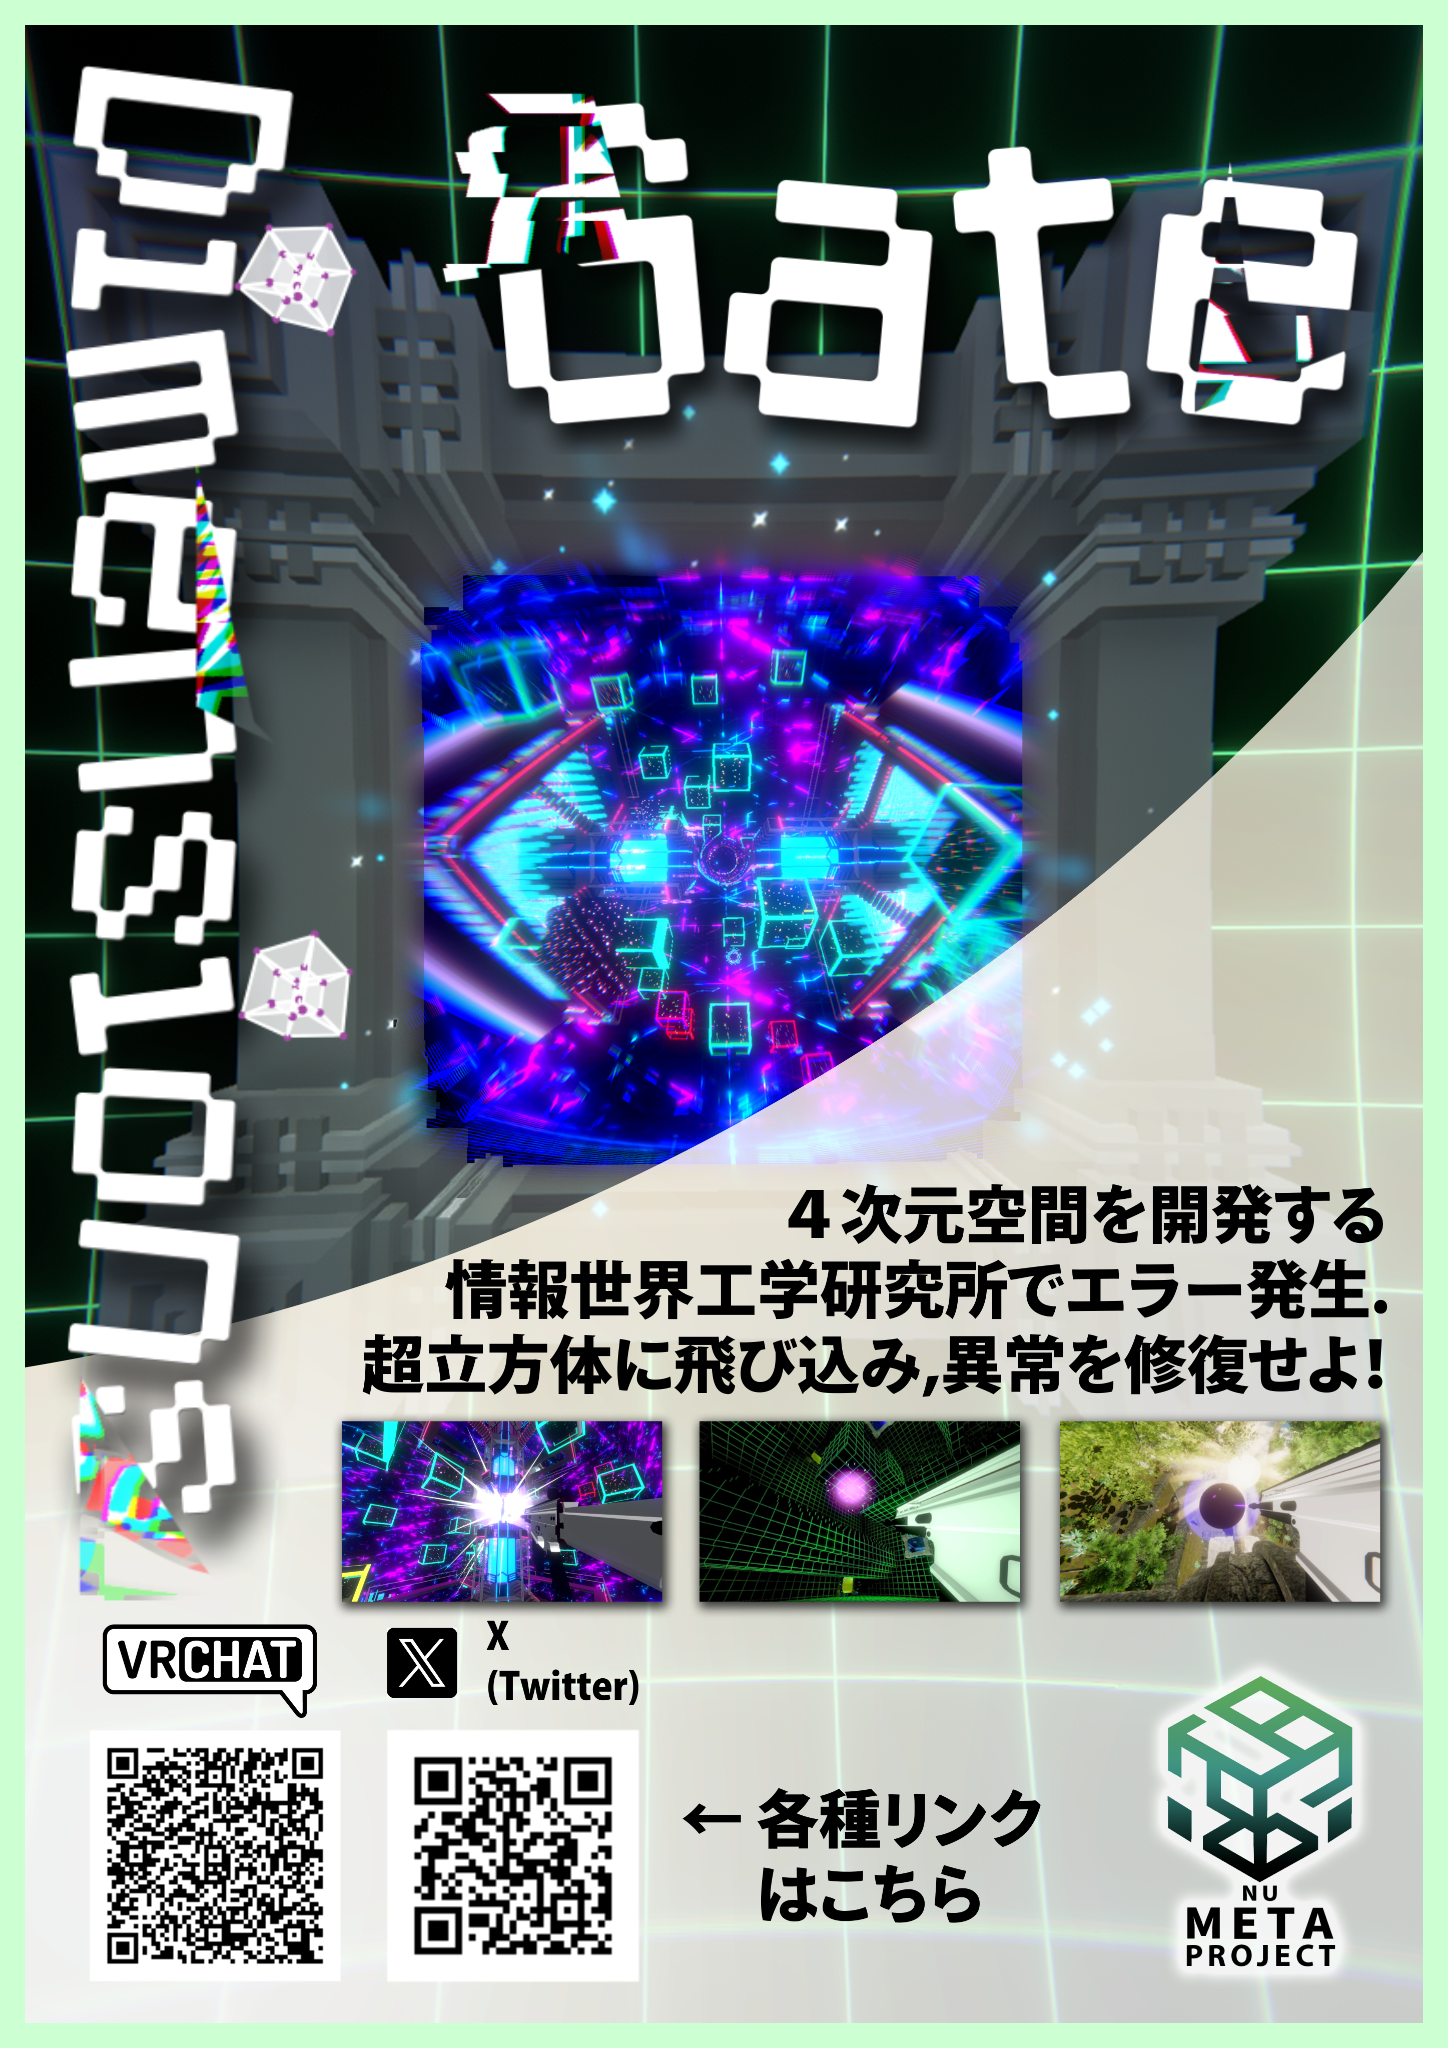 Dimensions
Gate
4次元空間を開発する
情報世界工学研究所でエラー発生.
超立方体に飛び込み,異常を修復せよ!
VRCHAT
X
(Twitter)
← 各種リンク
はこちら
NU
META
PROJECT